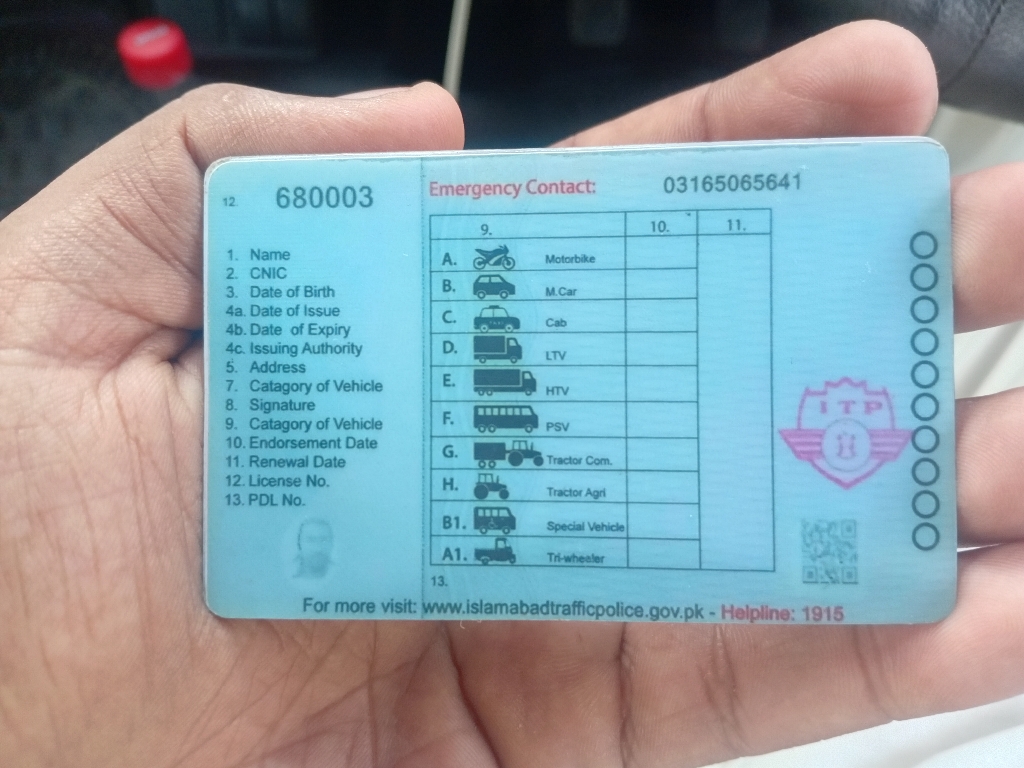 12. 680003
Emergency Contact: 03165065641
1. Name
2. CNIC
3. Date of Birth
4a. Date of Issue
4b. Date of Expiry
4c. Issuing Authority
5. Address
7. Catagory of Vehicle
8. Signature
9. Catagory of Vehicle
10. Endorsement Date
11. Renewal Date
12. License No.
13. PDL No.
9. 10. 11.
A. Motorbike
B. M.Car
C. Cab
D. LTV
E. HTV
F. PSV
G. Tractor Com.
H. Tractor Agri
B1. Special Vehicle
A1. Tri-wheeler
13.
ITP
For more visit: www.islamabadtrafficpolice.gov.pk - Helpline: 1915